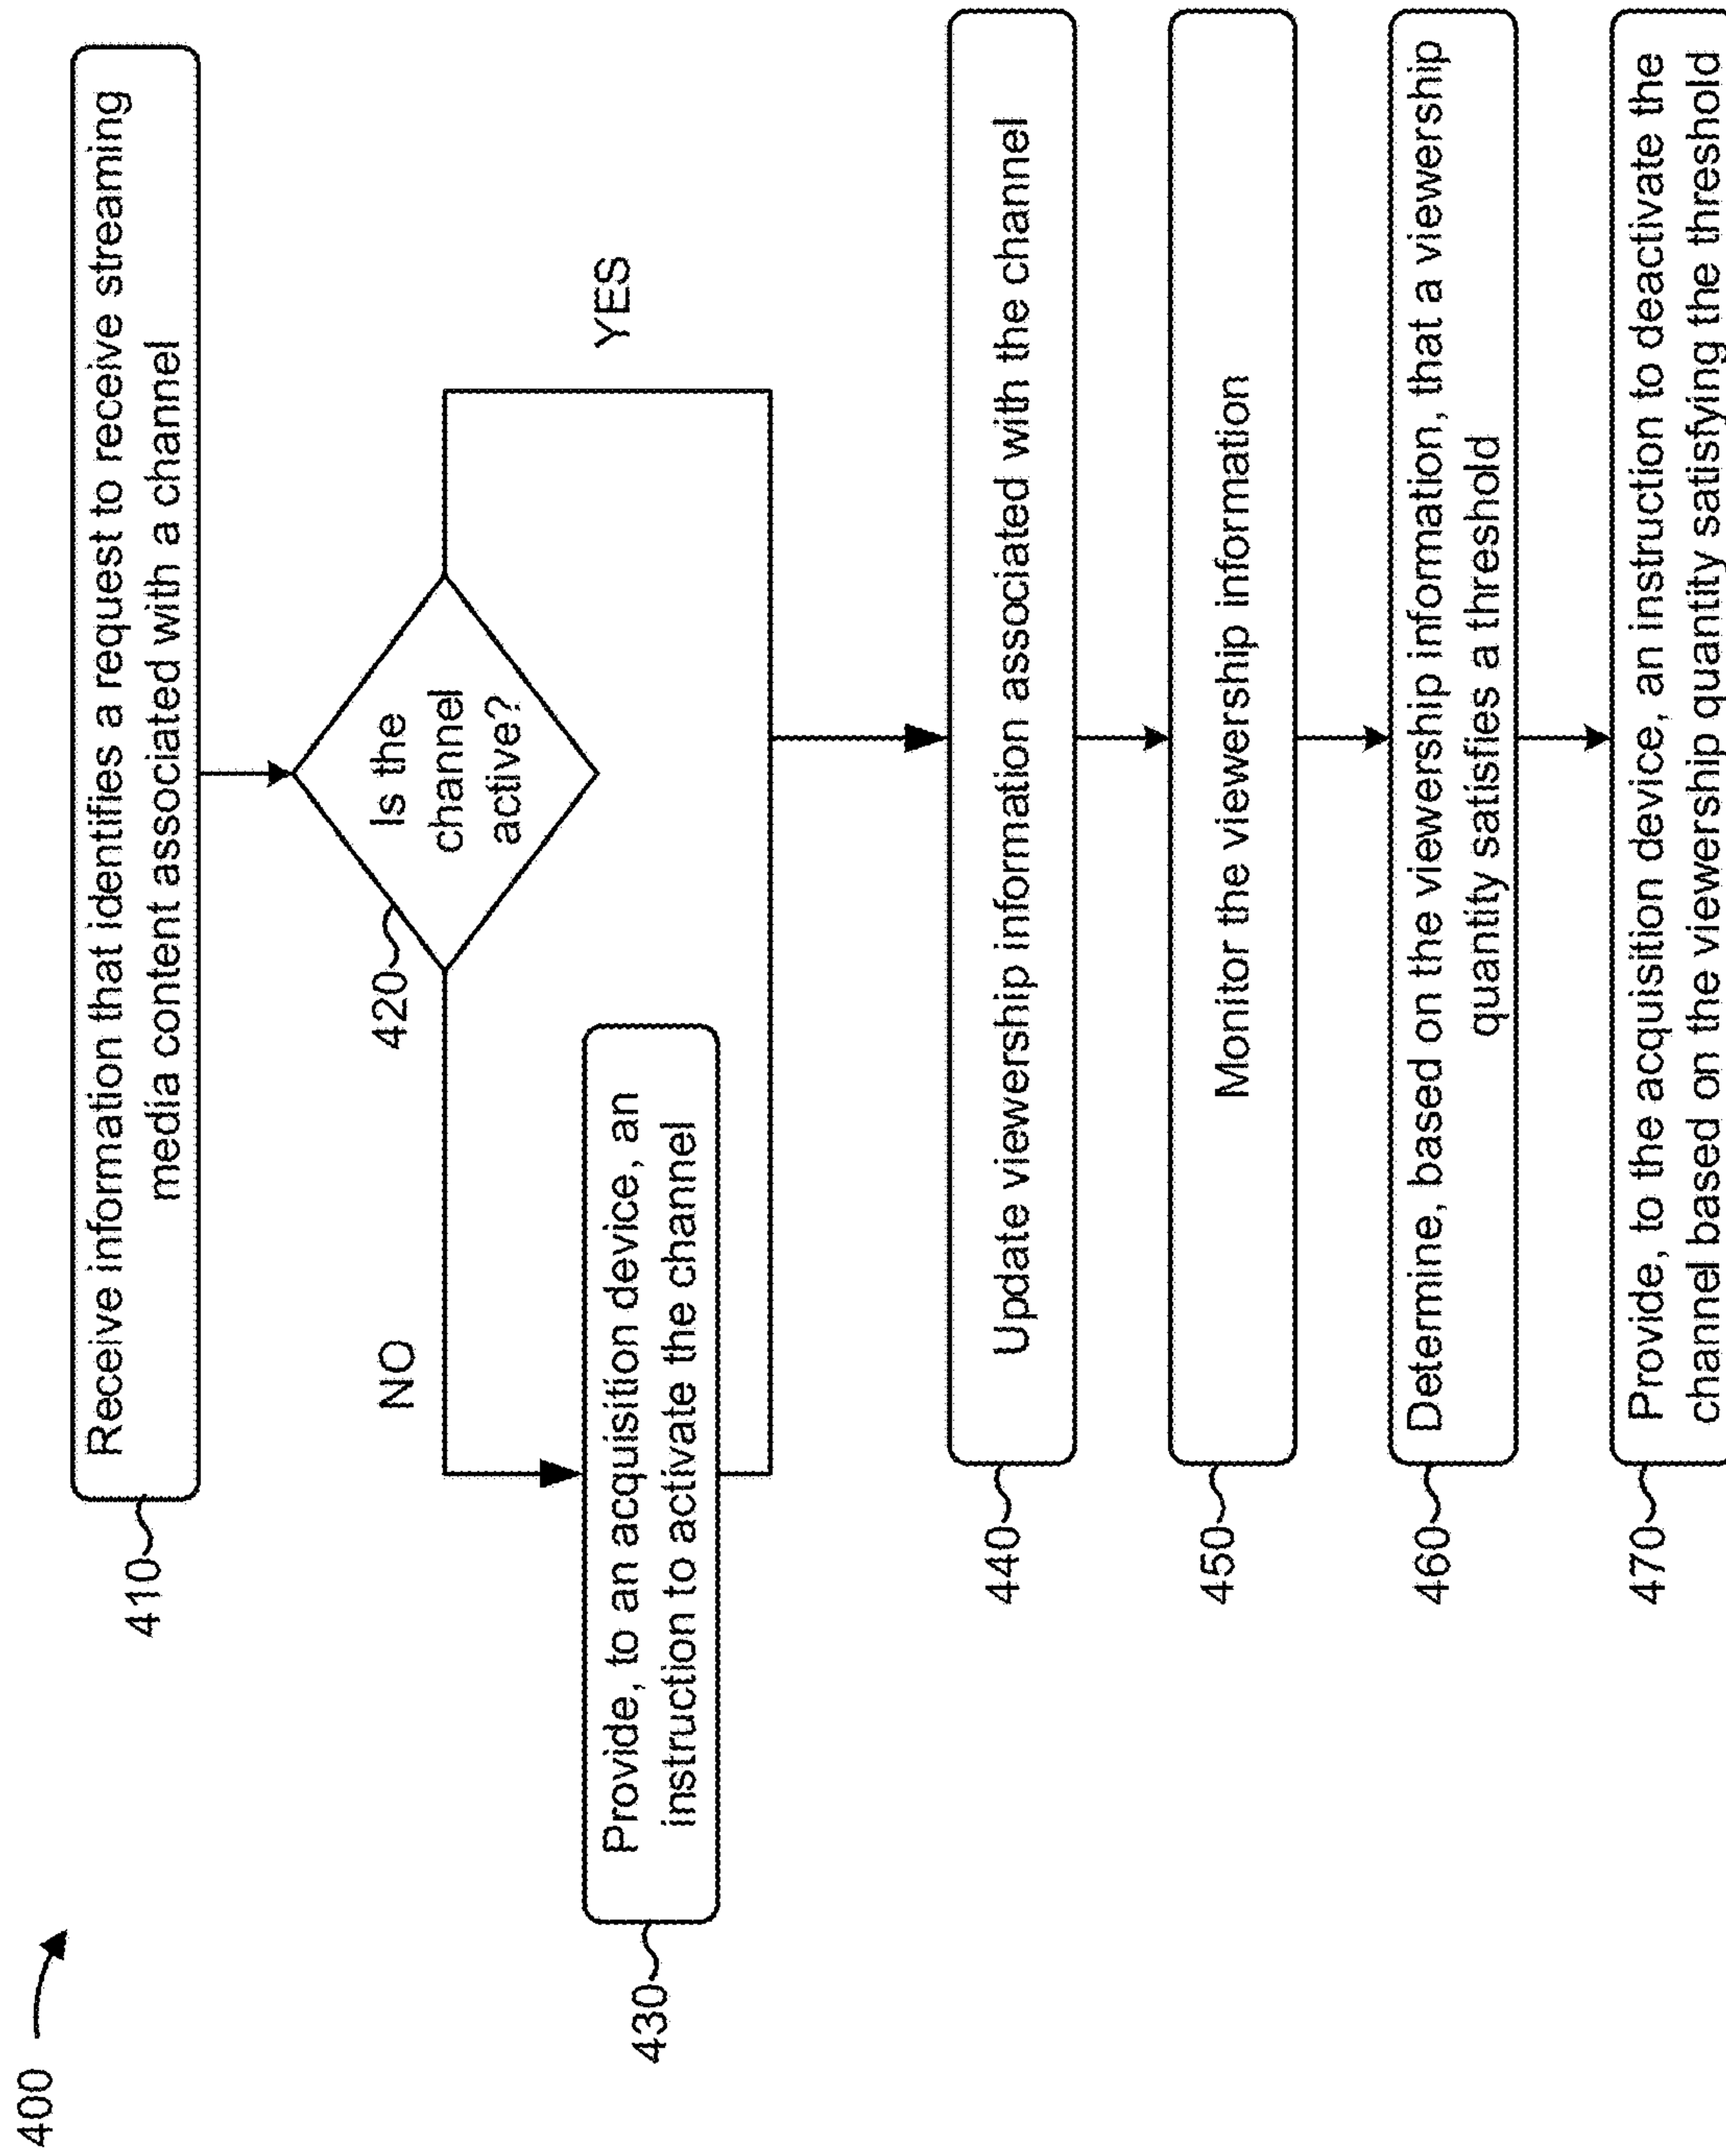 400
410
Receive information that identifies a request to receive streaming
media content associated with a channel
420
Is the
channel
active?
NO
YES
430
Provide, to an acquisition device, an
instruction to activate the channel
440
Update viewership information associated with the channel
450
Monitor the viewership information
460
Determine, based on the viewership information, that a viewership
quantity satisfies a threshold
470
Provide, to the acquisition device, an instruction to deactivate the
channel based on the viewership quantity satisfying the threshold